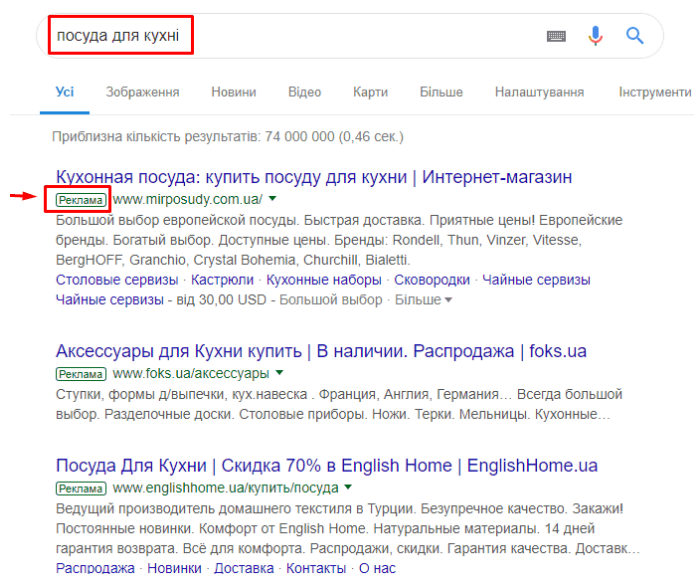 посуда для кухні
Усі Зображення Новини Відео Карти Більше Налаштування Інструменти
Приблизна кількість результатів: 74 000 000 (0,46 сек.)
Кухонная посуда: купить посуду для кухни | Интернет-магазин
Реклама www.mirposudy.com.ua/
Большой выбор европейской посуды. Быстрая доставка. Приятные цены! Европейские
бренды. Богатый выбор. Доступные цены. Бренды: Rondell, Thun, Vinzer, Vitesse,
BergHOFF, Granchio, Crystal Bohemia, Churchill, Bialetti.
Столовые сервизы · Кастрюли · Кухонные наборы · Сковородки · Чайные сервизы
Чайные сервизы - від 30,00 USD - Большой выбор · Більше
Аксессуары для Кухни купить | В наличии. Распродажа | foks.ua
Реклама www.foks.ua/аксессуары
Ступки, формы д/выпечки, кух.навеска . Франция, Англия, Германия… Всегда большой
выбор. Разделочные доски. Столовые приборы. Ножи. Терки. Мельницы. Кухонные…
Посуда Для Кухни | Скидка 70% в English Home | EnglishHome.ua
Реклама www.englishhome.ua/купить/посуда
Ведущий производитель домашнего текстиля в Турции. Безупречное качество. Закажи!
Постоянные новинки. Комфорт от English Home. Натуральные материалы. 14 дней
гарантия возврата. Всё для комфорта. Распродажи, скидки. Гарантия качества. Доставк…
Распродажа · Новинки · Доставка · Контакты · О нас